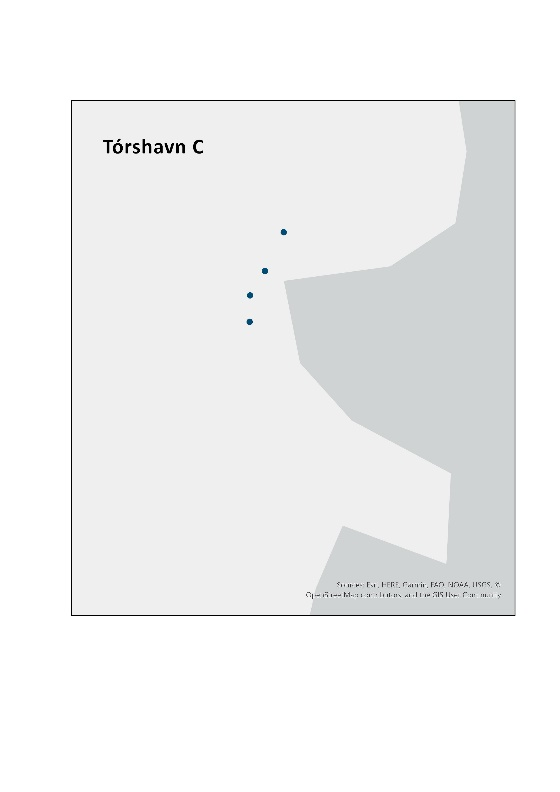 Tórshavn C
Sources: Esri, HERE, Garmin, FAO, NOAA, USGS, ©
OpenStreetMap contributors, and the GIS User Community